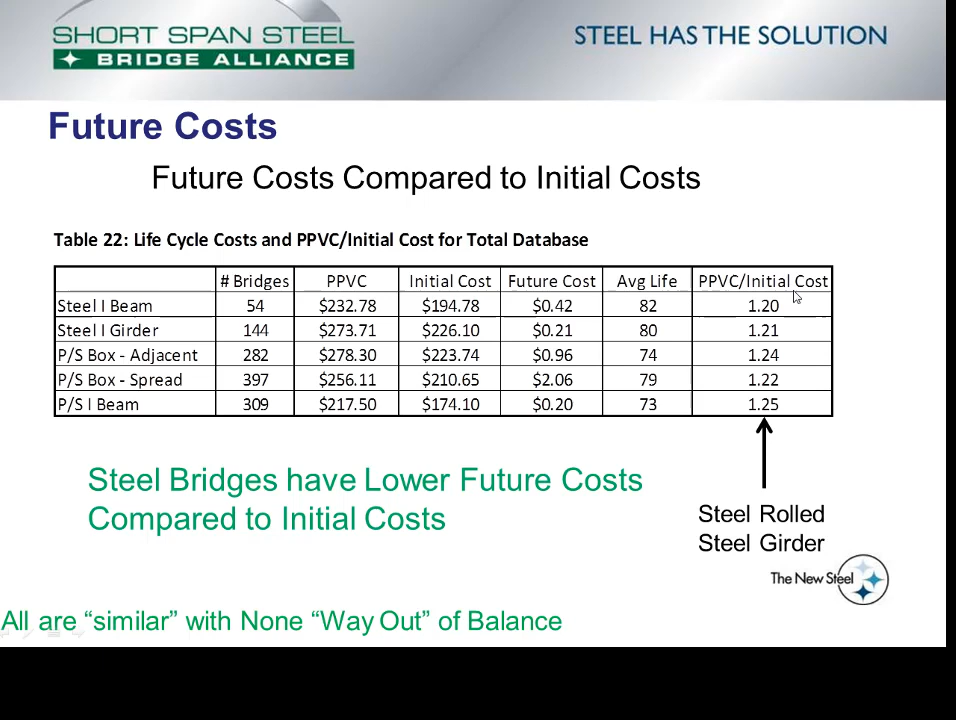 SHORT SPAN STEEL
BRIDGE ALLIANCE
STEEL HAS THE SOLUTION
Future Costs
Future Costs Compared to Initial Costs
Table 22: Life Cycle Costs and PPVC/Initial Cost for Total Database
# Bridges PPVC Initial Cost Future Cost Avg Life PPVC/Initial Cost
Steel I Beam 54 $232.78 $194.78 $0.42 82 1.20
Steel I Girder 144 $273.71 $226.10 $0.21 80 1.21
P/S Box - Adjacent 282 $278.30 $223.74 $0.96 74 1.24
P/S Box - Spread 397 $256.11 $210.65 $2.06 79 1.22
P/S I Beam 309 $217.50 $174.10 $0.20 73 1.25
Steel Bridges have Lower Future Costs
Compared to Initial Costs
Steel Rolled
Steel Girder
The New Steel
All are “similar” with None “Way Out” of Balance